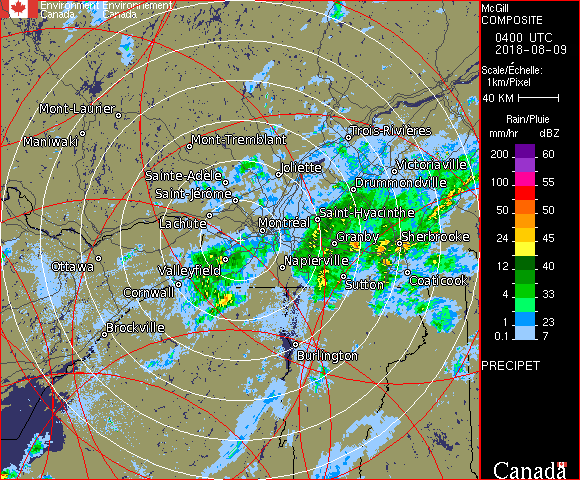 Environment Environnement
Canada Canada
McGill
COMPOSITE
0400 UTC
2018-08-09
Scale/Échelle:
1km/Pixel
40 KM
Rain/Pluie
mm/hr dBZ
200 60
100 55
50 50
24 45
12 40
4 33
1 23
0.1 7
PRECIPET
Canada
Mont-Laurier
Maniwaki
Mont-Tremblant
Trois-Rivières
Sainte-Adèle
Joliette
Victoriaville
Saint-Jérôme
Drummondville
Lachute
Montréal
Saint-Hyacinthe
Granby
Sherbrooke
Ottawa
Valleyfield
Napierville
Cornwall
Sutton
Coaticook
Brockville
Burlington